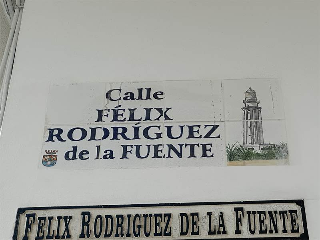 Calle
FÉLIX
RODRÍGUEZ
de la FUENTE
FELIX RODRIGUEZ DE LA FUENTE